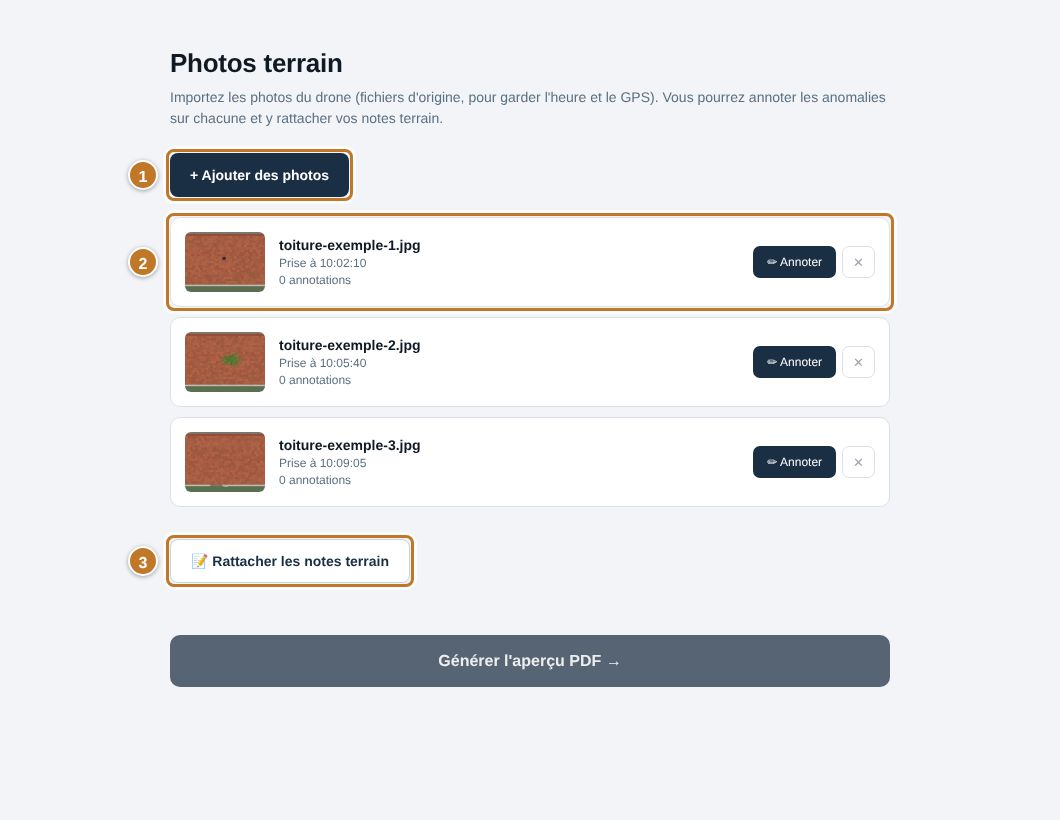 Photos terrain
Importez les photos du drone (fichiers d'origine, pour garder l'heure et le GPS). Vous pourrez annoter les anomalies
sur chacune et y rattacher vos notes terrain.
1
+ Ajouter des photos
2
toiture-exemple-1.jpg
Prise à 10:02:10
0 annotations
✏ Annoter
✕
toiture-exemple-2.jpg
Prise à 10:05:40
0 annotations
✏ Annoter
✕
toiture-exemple-3.jpg
Prise à 10:09:05
0 annotations
✏ Annoter
✕
3
📝 Rattacher les notes terrain
Générer l'aperçu PDF →